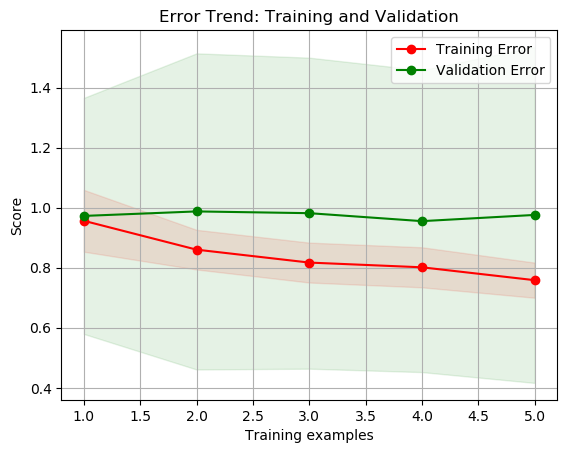 Error Trend: Training and Validation
Training Error
Validation Error
1.4
1.2
1.0
0.8
0.6
0.4
Score
1.0 1.5 2.0 2.5 3.0 3.5 4.0 4.5 5.0
Training examples